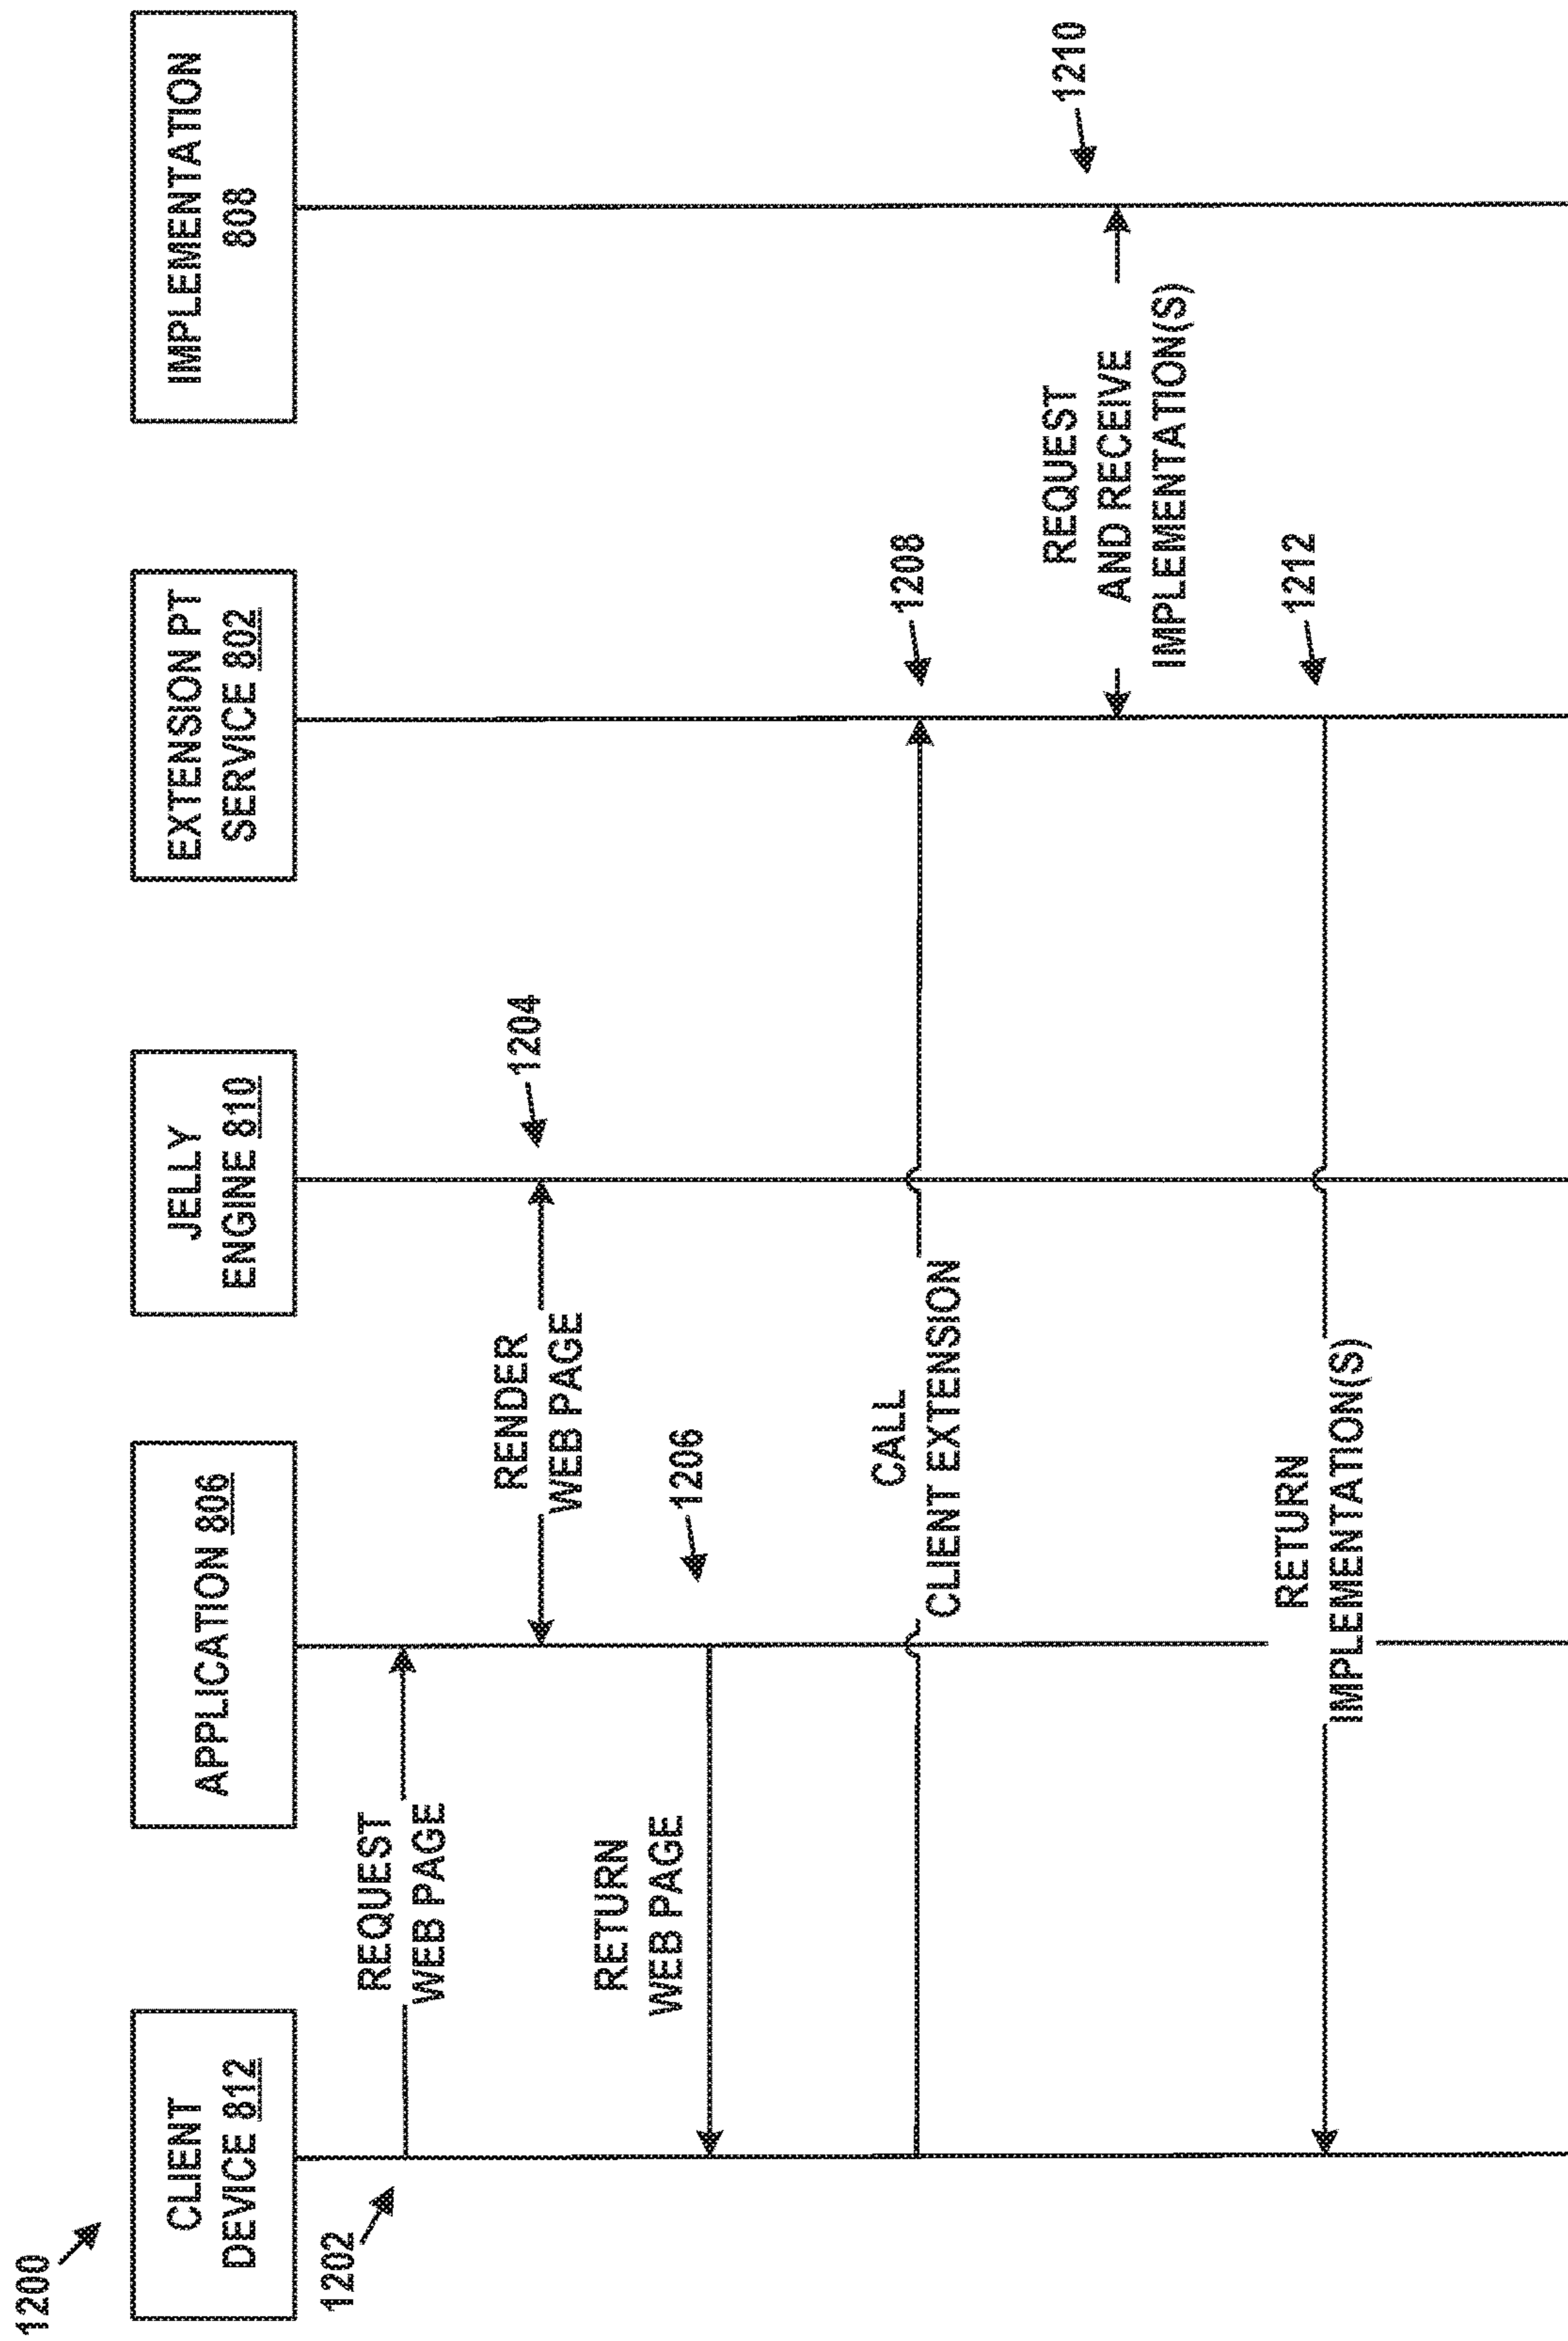 1200
CLIENT
DEVICE 812
APPLICATION 806
JELLY
ENGINE 810
EXTENSION PT
SERVICE 802
IMPLEMENTATION
808
1202
REQUEST
WEB PAGE
RENDER
WEB PAGE
1204
RETURN
WEB PAGE
1206
CALL
CLIENT EXTENSION
1208
REQUEST
AND RECEIVE
IMPLEMENTATION(S)
1210
RETURN
IMPLEMENTATION(S)
1212